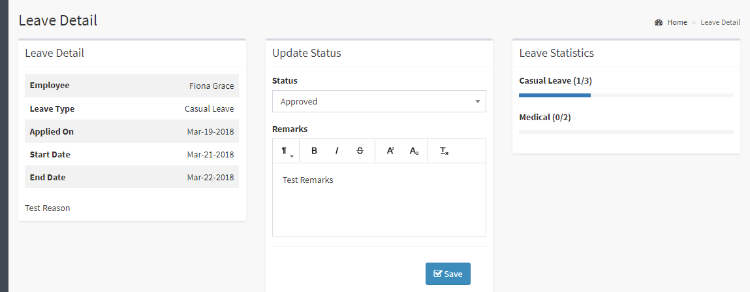 Leave Detail
Home » Leave Detail
Leave Detail
Employee Fiona Grace
Leave Type Casual Leave
Applied On Mar-19-2018
Start Date Mar-21-2018
End Date Mar-22-2018
Test Reason
Update Status
Status
Approved
Remarks
¶ B I S A² A₂ Tx
Test Remarks
Save
Leave Statistics
Casual Leave (1/3)
Medical (0/2)